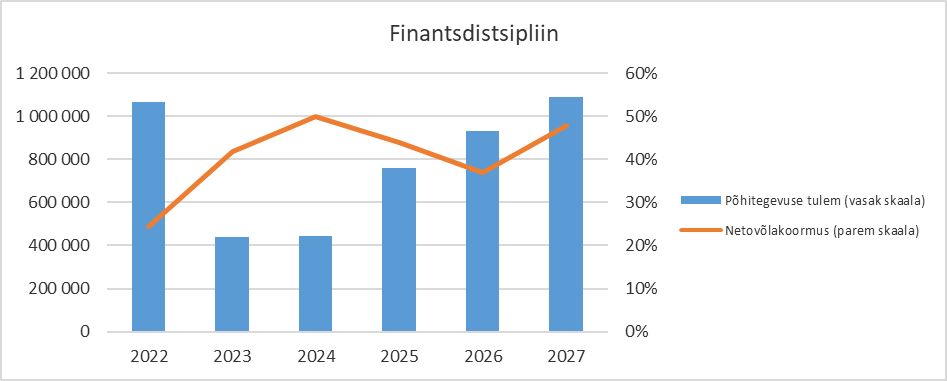 Finantsdistsipliin
1 200 000
1 000 000
800 000
600 000
400 000
200 000
0
60%
50%
40%
30%
20%
10%
0%
2022 2023 2024 2025 2026 2027
Põhitegevuse tulem (vasak skaala)
Netovõlakoormus (parem skaala)